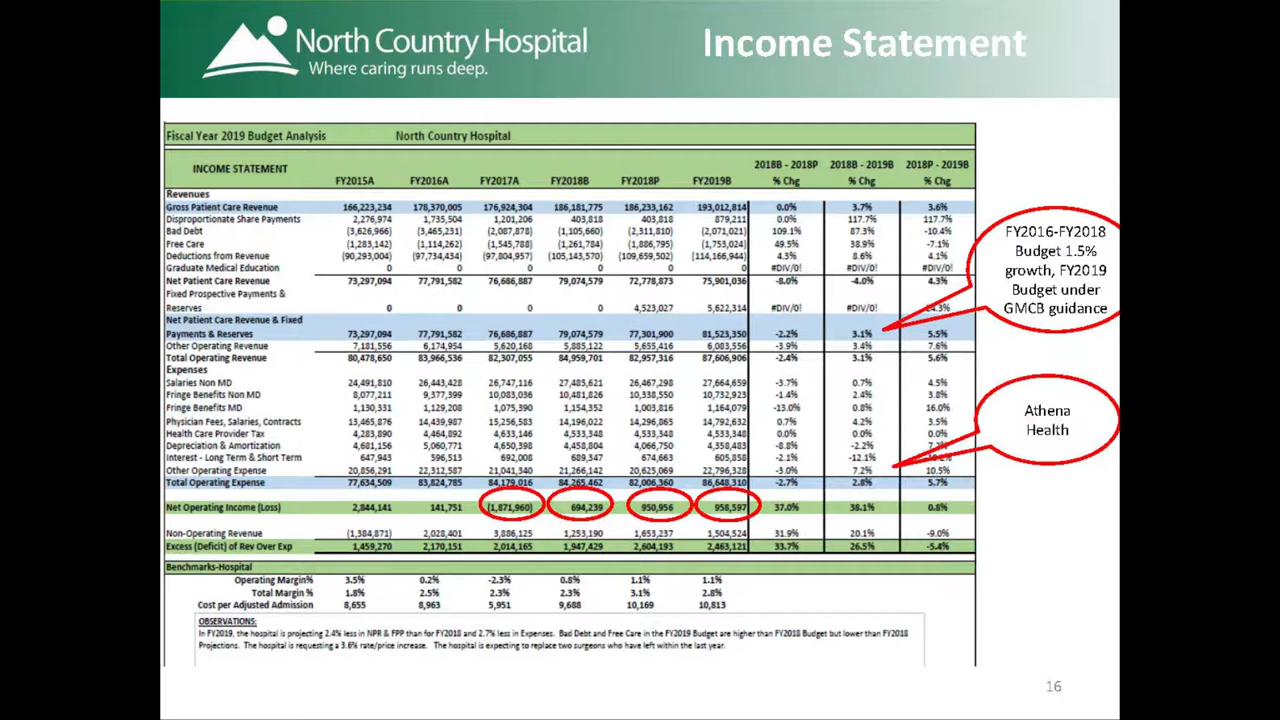 North Country Hospital
Where caring runs deep.
Income Statement
Fiscal Year 2019 Budget Analysis North Country Hospital
2018B - 2018P 2018B - 2019B 2018P - 2019B
INCOME STATEMENT FY2015A FY2016A FY2017A FY2018B FY2018P FY2019B % Chg % Chg % Chg
Revenues
Gross Patient Care Revenue 166,223,234 178,370,005 176,924,304 186,181,775 186,233,162 193,012,814 0.0% 3.7% 3.6%
Disproportionate Share Payments 2,276,974 1,735,504 1,201,206 403,818 403,818 879,211 0.0% 117.7% 117.7%
Bad Debt (3,626,966) (3,465,231) (2,087,878) (1,105,660) (2,311,810) (2,071,021) 109.1% 87.3% -10.4%
Free Care (1,283,142) (1,114,262) (1,545,788) (1,261,784) (1,886,795) (1,753,024) 49.5% 38.9% -7.1%
Deductions from Revenue (90,293,004) (97,734,434) (97,804,957) (105,143,570) (109,659,502) (114,166,944) 4.3% 8.6% 4.1%
Graduate Medical Education 0 0 0 0 0 0 #DIV/0! #DIV/0! #DIV/0!
Net Patient Care Revenue 73,297,094 77,791,582 76,686,887 79,074,579 72,778,873 75,901,036 -8.0% -4.0% 4.3%
Fixed Prospective Payments &
Reserves 0 0 0 0 4,523,027 5,622,314 #DIV/0! #DIV/0!
Net Patient Care Revenue & Fixed
Payments & Reserves 73,297,094 77,791,582 76,686,887 79,074,579 77,301,900 81,523,350 -2.2% 3.1% 5.5%
Other Operating Revenue 7,181,556 6,174,954 5,620,168 5,885,122 5,655,416 6,083,556 -3.9% 3.4% 7.6%
Total Operating Revenue 80,478,650 83,966,536 82,307,055 84,959,701 82,957,316 87,606,906 -2.4% 3.1% 5.6%
Expenses
Salaries Non MD 24,491,810 26,443,428 26,747,116 27,485,621 26,467,298 27,664,659 -3.7% 0.7% 4.5%
Fringe Benefits Non MD 8,077,211 9,377,399 10,083,036 10,481,826 10,338,550 10,732,923 -1.4% 2.4% 3.8%
Fringe Benefits MD 1,130,331 1,129,208 1,075,390 1,154,352 1,003,816 1,164,079 -13.0% 0.8% 16.0%
Physician Fees, Salaries, Contracts 13,465,876 14,439,987 15,256,583 14,196,022 14,296,865 14,792,632 0.7% 4.2% 3.5%
Health Care Provider Tax 4,283,890 4,464,892 4,633,146 4,533,348 4,533,348 4,533,348 0.0% 0.0% 0.0%
Depreciation & Amortization 4,681,156 5,060,771 4,650,398 4,458,804 4,066,750 4,358,483 -8.8% -2.2%
Interest - Long Term & Short Term 647,943 596,513 692,008 689,347 674,663 605,858 -2.1% -12.1%
Other Operating Expense 20,856,291 22,312,587 21,041,340 21,266,142 20,625,069 22,796,328 -3.0% 7.2% 10.5%
Total Operating Expense 77,634,509 83,824,785 84,179,016 84,265,462 82,006,360 86,648,310 -2.7% 2.8% 5.7%
Net Operating Income (Loss) 2,844,141 141,751 (1,871,960) 694,239 950,956 958,597 37.0% 38.1% 0.8%
Non-Operating Revenue (1,384,871) 2,028,401 3,886,125 1,253,190 1,653,237 1,504,524 31.9% 20.1% -9.0%
Excess (Deficit) of Rev Over Exp 1,459,270 2,170,151 2,014,165 1,947,429 2,604,193 2,463,121 33.7% 26.5% -5.4%
Benchmarks-Hospital
Operating Margin% 3.5% 0.2% -2.3% 0.8% 1.1% 1.1%
Total Margin % 1.8% 2.5% 2.3% 2.3% 3.1% 2.8%
Cost per Adjusted Admission 8,655 8,963 5,951 9,688 10,169 10,813
OBSERVATIONS:
In FY2019, the hospital is projecting 2.4% less in NPR & FPP than for FY2018 and 2.7% less in Expenses. Bad Debt and Free Care in the FY2019 Budget are higher than FY2018 Budget but lower than FY2018
Projections. The hospital is requesting a 3.6% rate/price increase. The hospital is expecting to replace two surgeons who have left within the last year.
FY2016-FY2018
Budget 1.5%
growth, FY2019
Budget under
GMCB guidance
Athena
Health
16